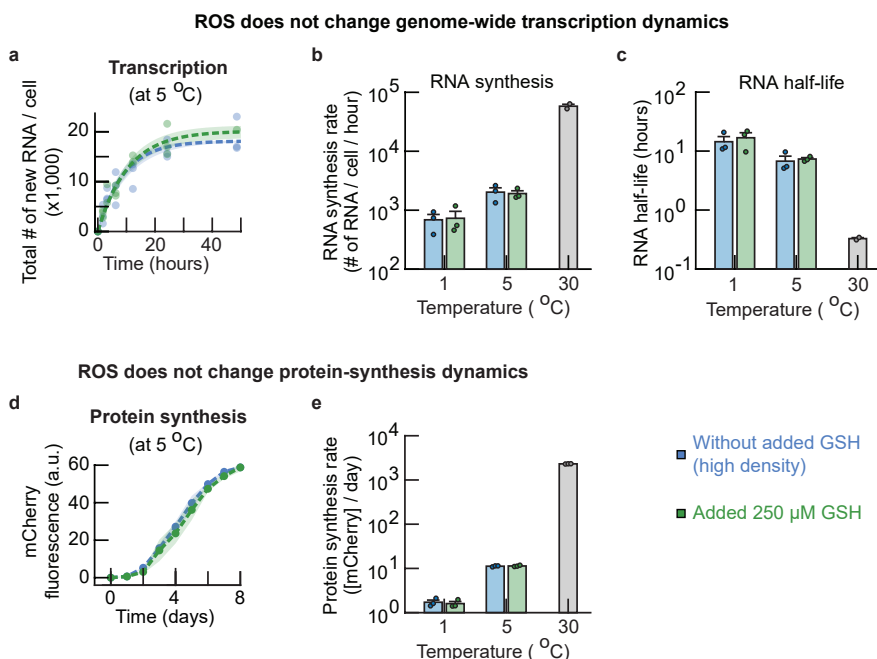 ROS does not change genome-wide transcription dynamics
a
Transcription
(at 5 °C)
Total # of new RNA / cell
(x1,000)
20
10
0
0
20
40
Time (hours)
b
RNA synthesis
RNA synthesis rate
(# of RNA / cell / hour)
10^5
10^4
10^3
10^2
1
5
30
Temperature ( °C)
c
RNA half-life
RNA half-life (hours)
10^2
10^1
10^0
10^-1
1
5
30
Temperature ( °C)
ROS does not change protein-synthesis dynamics
d
Protein synthesis
(at 5 °C)
mCherry
fluorescence (a.u.)
60
40
20
0
0
4
8
Time (days)
e
Protein synthesis rate
([mCherry] / day)
10^4
10^3
10^2
10^1
10^0
1
5
30
Temperature ( °C)
Without added GSH
(high density)
Added 250 µM GSH